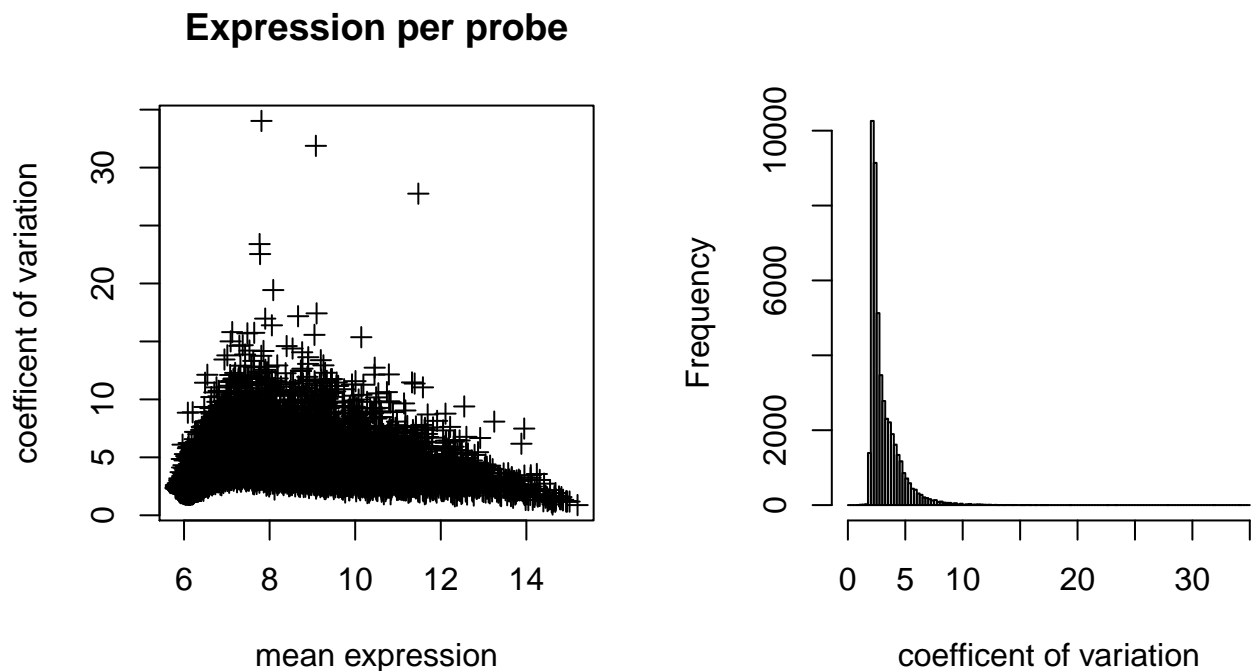 Expression per probe
coefficent of variation
0 5 10 20 30
6 8 10 12 14
mean expression
Frequency
0 2000 6000 10000
0 5 10 20 30
coefficent of variation